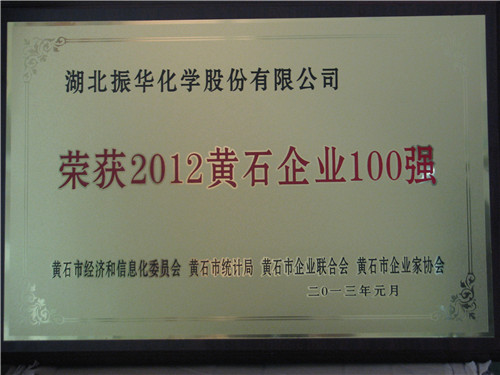 湖北振华化学股份有限公司
荣获2012黄石企业100强
黄石市经济和信息化委员会 黄石市统计局 黄石市企业联合会 黄石市企业家协会
二0一三年元月